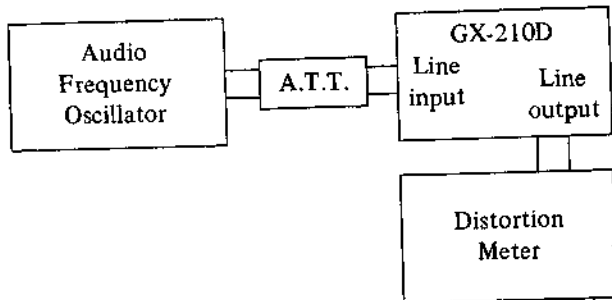 Audio
Frequency
Oscillator
A.T.T.
GX-210D
Line
input
Line
output
Distortion
Meter